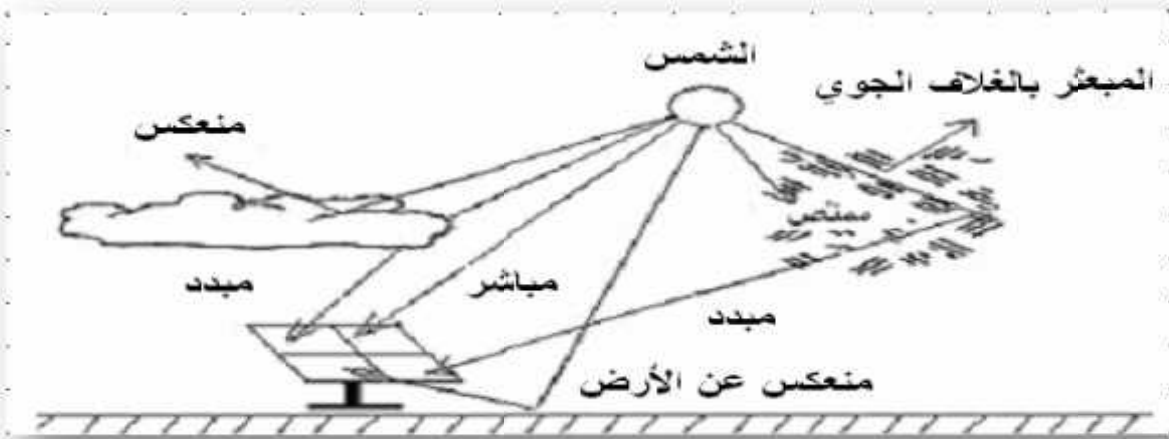 الشمس
المبعثر بالغلاف الجوي
منعكس
ممتص
مبدد
مباشر
مبدد
منعكس عن الأرض